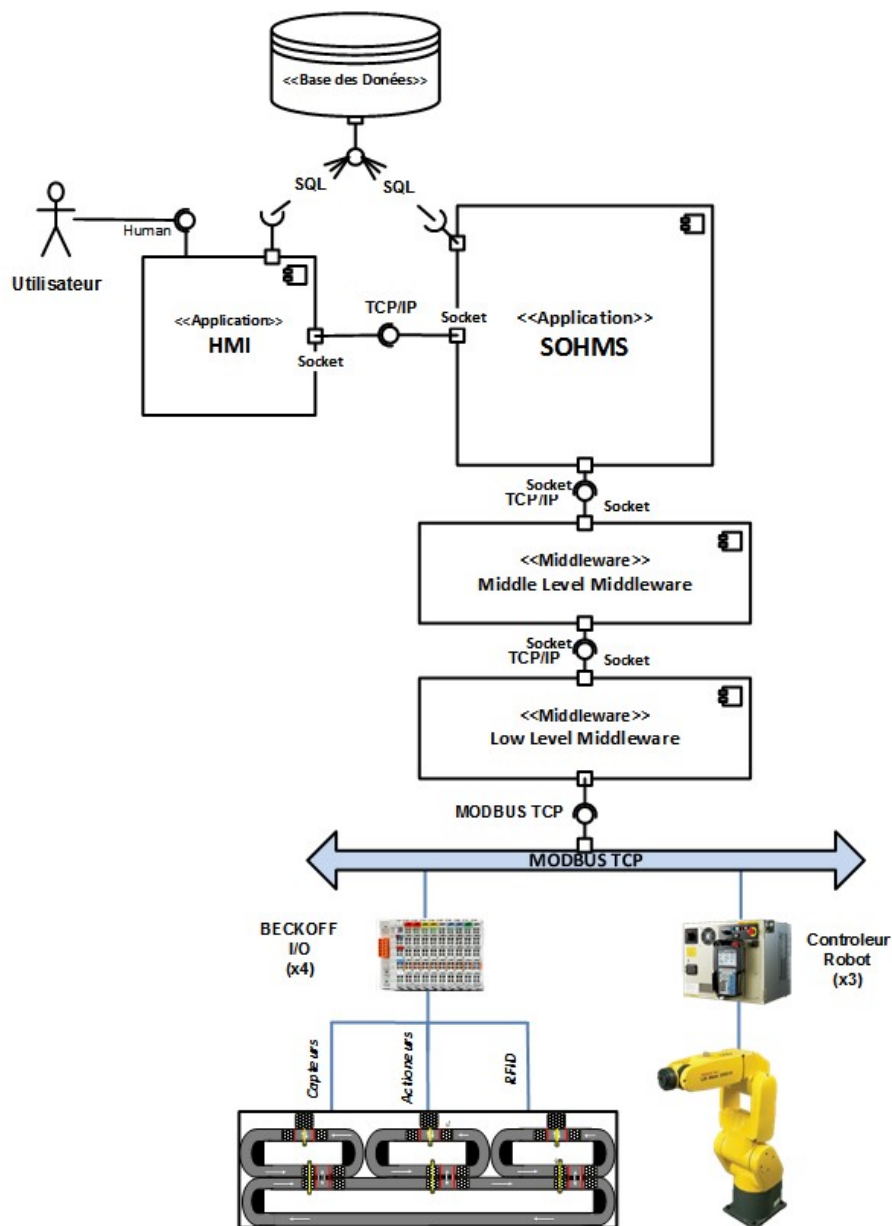 <<Base des Donées>>
SQL
SQL
Human
Utilisateur
<<Application>>
HMI
Socket
TCP/IP
Socket
<<Application>>
SOHMS
Socket
TCP/IP
Socket
<<Middleware>>
Middle Level Middleware
Socket
TCP/IP
Socket
<<Middleware>>
Low Level Middleware
MODBUS TCP
MODBUS TCP
BECKOFF
I/O
(x4)
Controleur
Robot
(x3)
Capteurs
Actioneurs
RFID